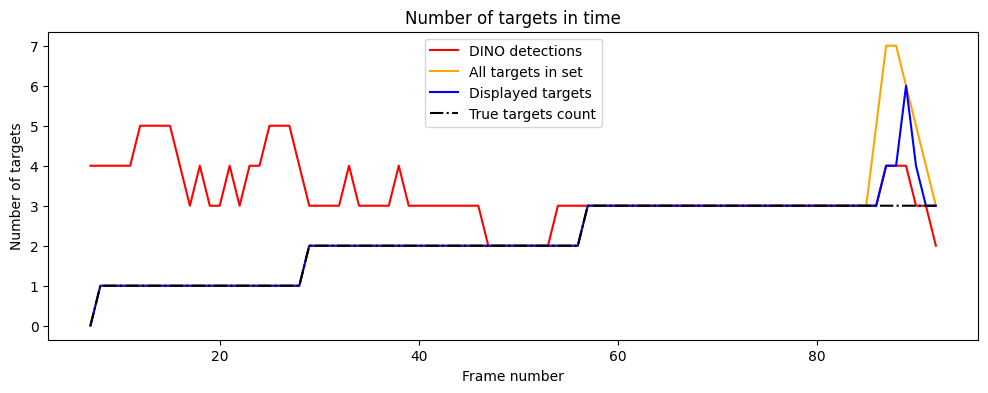 Number of targets in time
DINO detections
All targets in set
Displayed targets
True targets count
Number of targets
7
6
5
4
3
2
1
0
20
40
60
80
Frame number